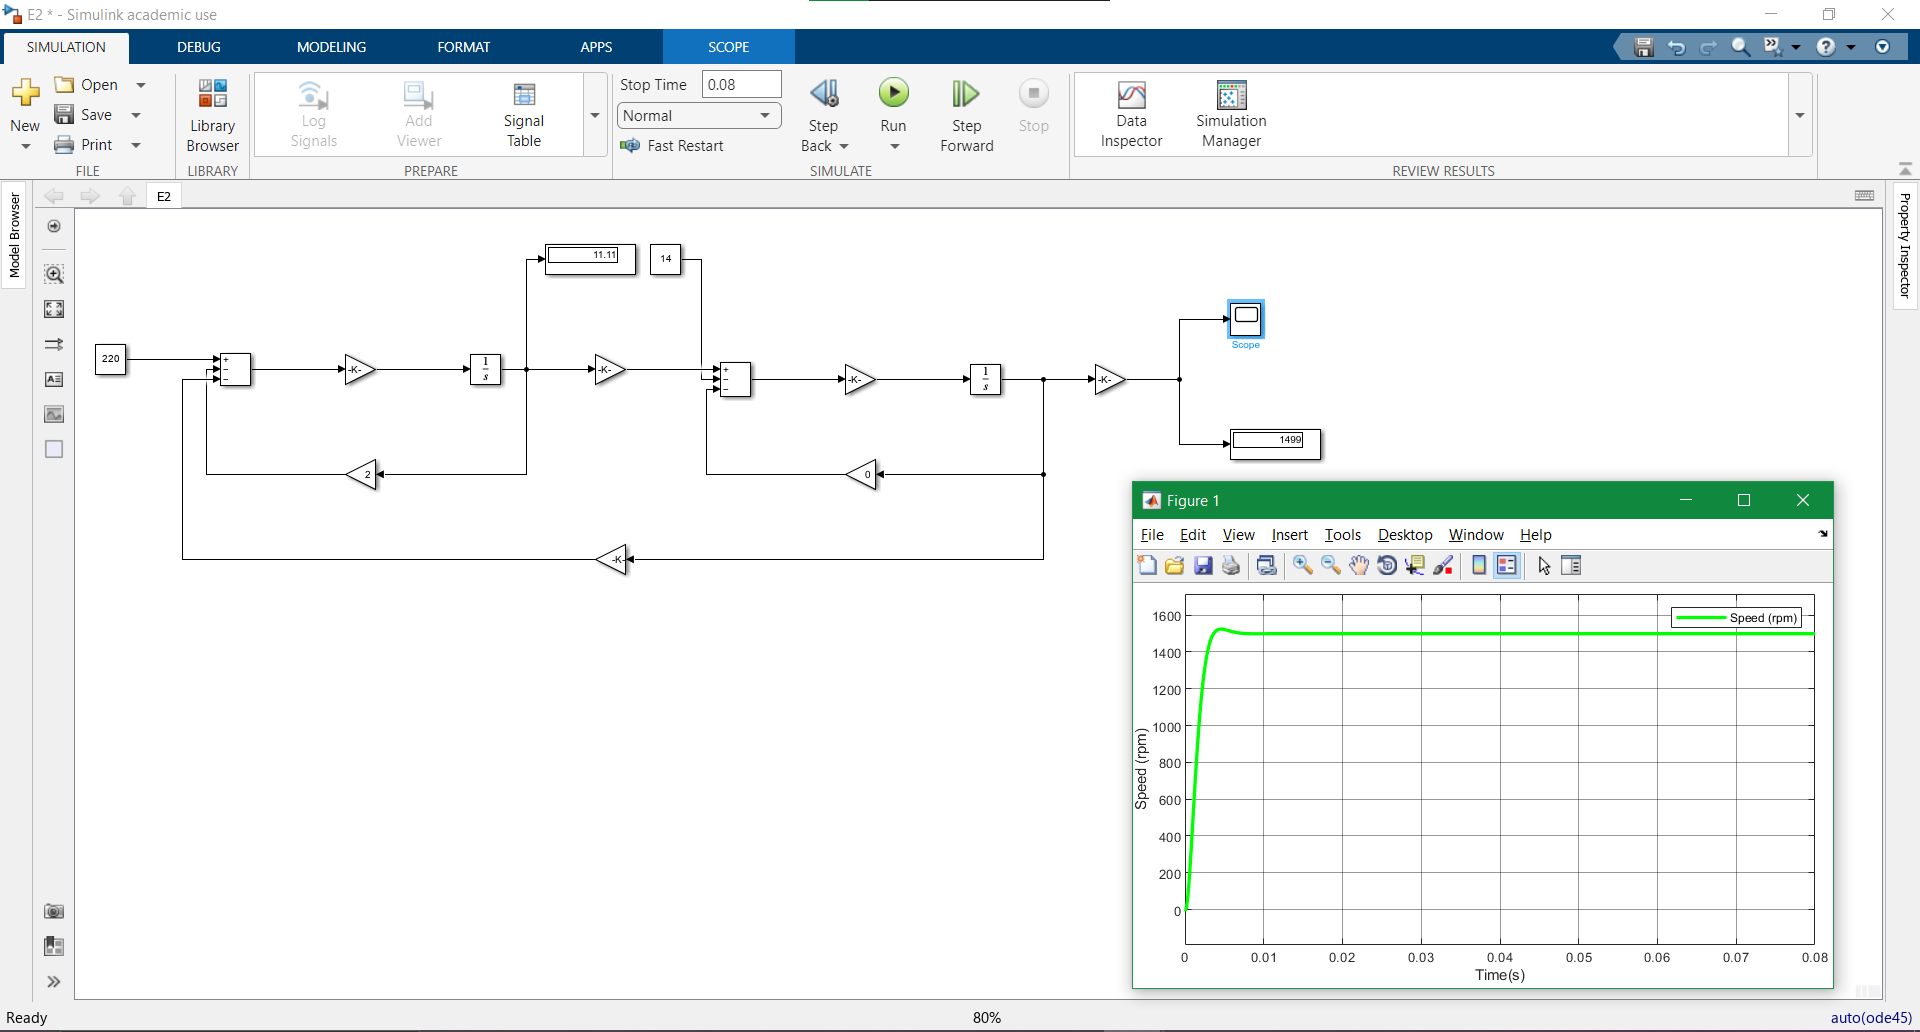 E2 * - Simulink academic use
SIMULATION DEBUG MODELING FORMAT APPS SCOPE
New
Open
Save
Print
FILE
Library Browser
LIBRARY
Log Signals
Add Viewer
Signal Table
PREPARE
Stop Time 0.08
Normal
Fast Restart
Step Back
Run
Step Forward
Stop
SIMULATE
Data Inspector
Simulation Manager
REVIEW RESULTS
Model Browser
E2
Property Inspector
11.11
14
220
+
−
−
-K-
1
s
-K-
+
−
−
-K-
1
s
-K-
Scope
1499
2
0
-K-
Figure 1
File Edit View Insert Tools Desktop Window Help
Speed (rpm)
1600
1400
1200
1000
800
600
400
200
0
Speed (rpm)
0 0.01 0.02 0.03 0.04 0.05 0.06 0.07 0.08
Time(s)
Ready
80%
auto(ode45)